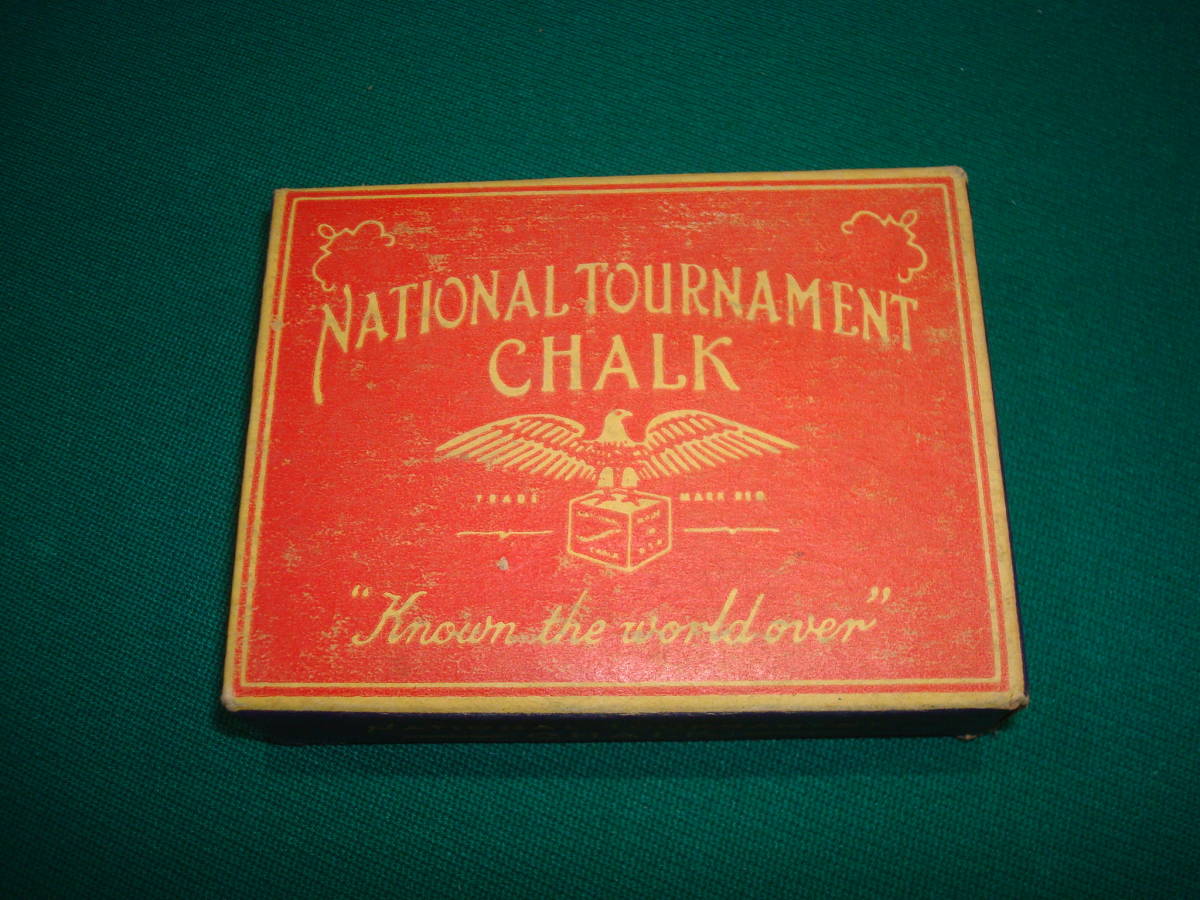 NATIONAL TOURNAMENT
CHALK
TRADE MARK REG.
"Known the world over"